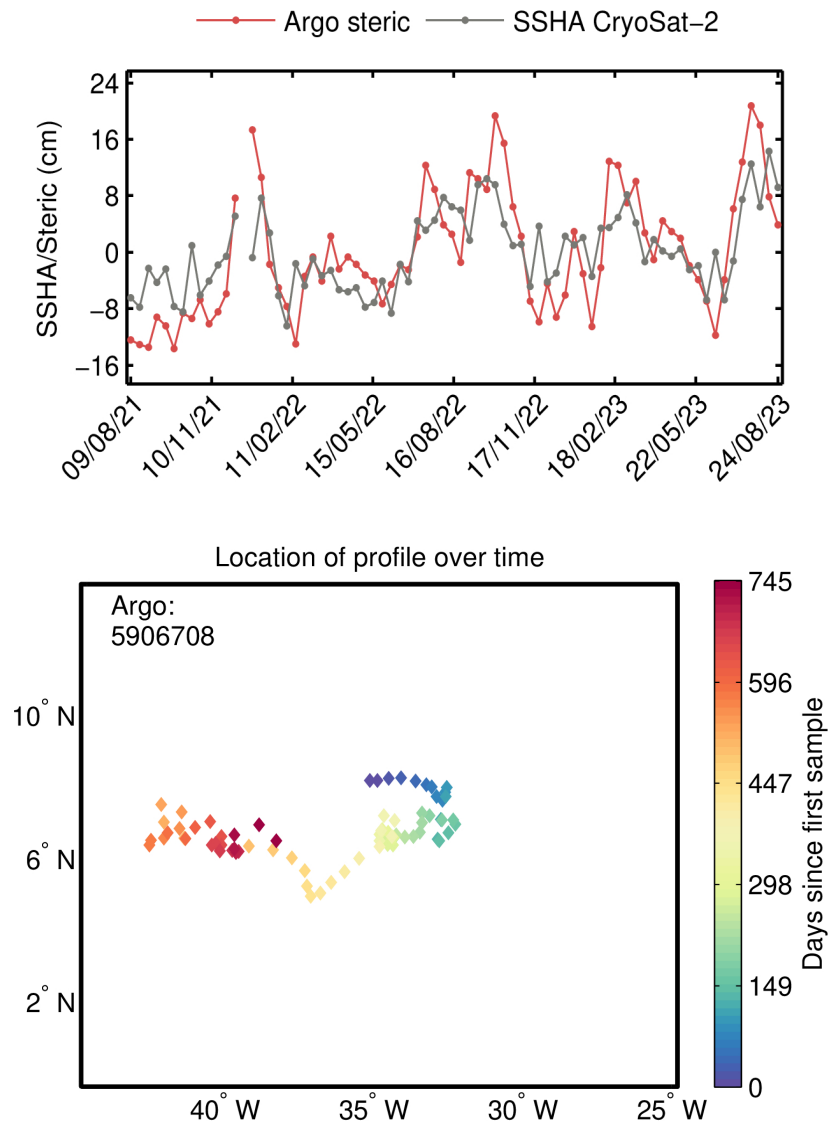 Argo steric SSHA CryoSat−2
SSHA/Steric (cm)
24
16
8
0
−8
−16
09/08/21 10/11/21 11/02/22 15/05/22 16/08/22 17/11/22 18/02/23 22/05/23 24/08/23
Location of profile over time
Argo:
5906708
10° N
6° N
2° N
40° W 35° W 30° W 25° W
745
596
447
298
149
0
Days since first sample